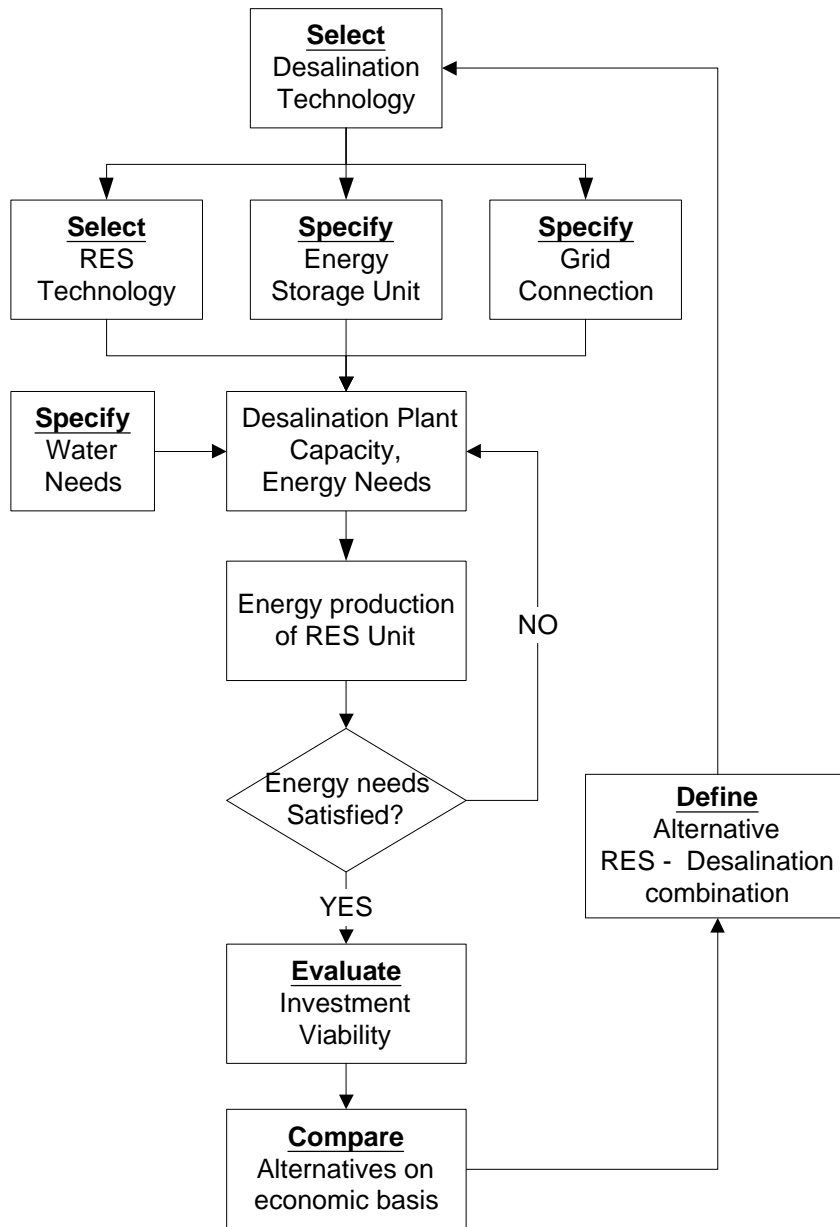 Select
Desalination
Technology
Select
RES
Technology
Specify
Energy
Storage Unit
Specify
Grid
Connection
Specify
Water
Needs
Desalination Plant
Capacity,
Energy Needs
Energy production
of RES Unit
NO
Energy needs
Satisfied?
YES
Define
Alternative
RES -  Desalination
combination
Evaluate
Investment
Viability
Compare
Alternatives on
economic basis